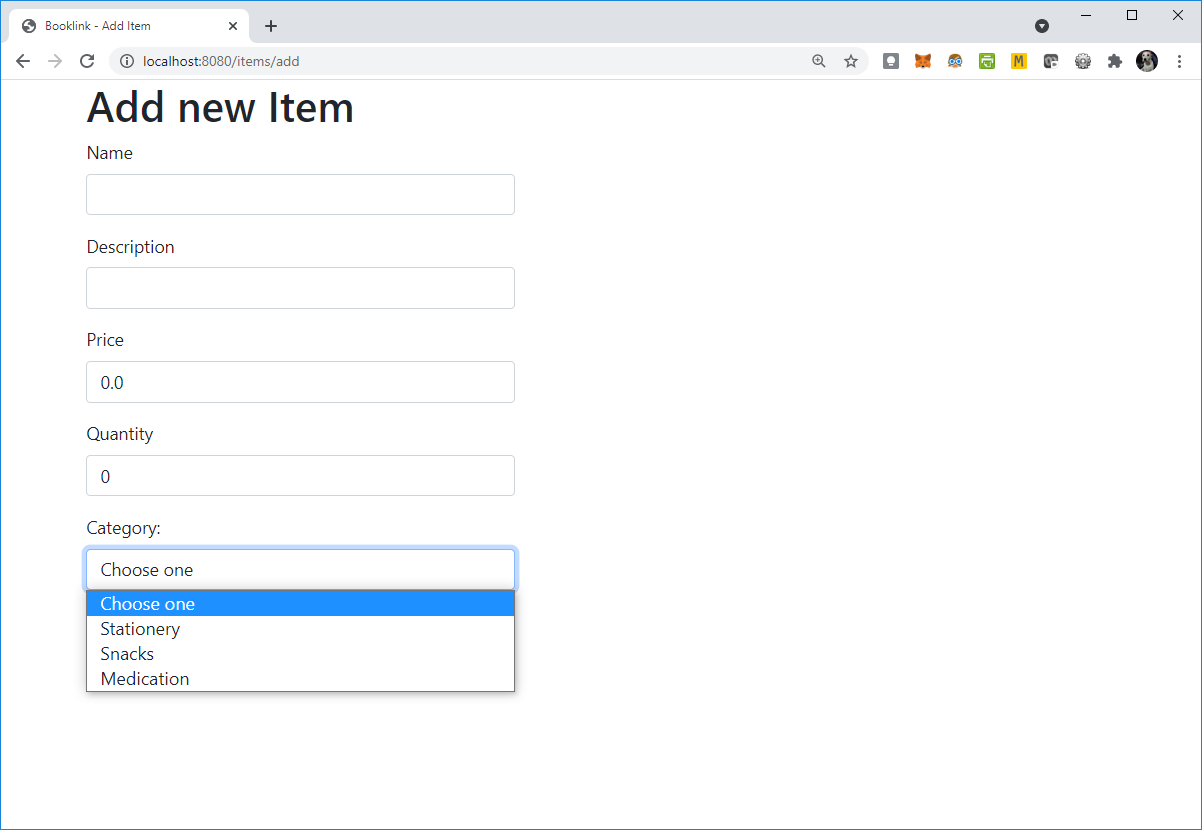 Booklink - Add Item
localhost:8080/items/add
M
Add new Item
Name
Description
Price
0.0
Quantity
0
Category:
Choose one
Choose one
Stationery
Snacks
Medication